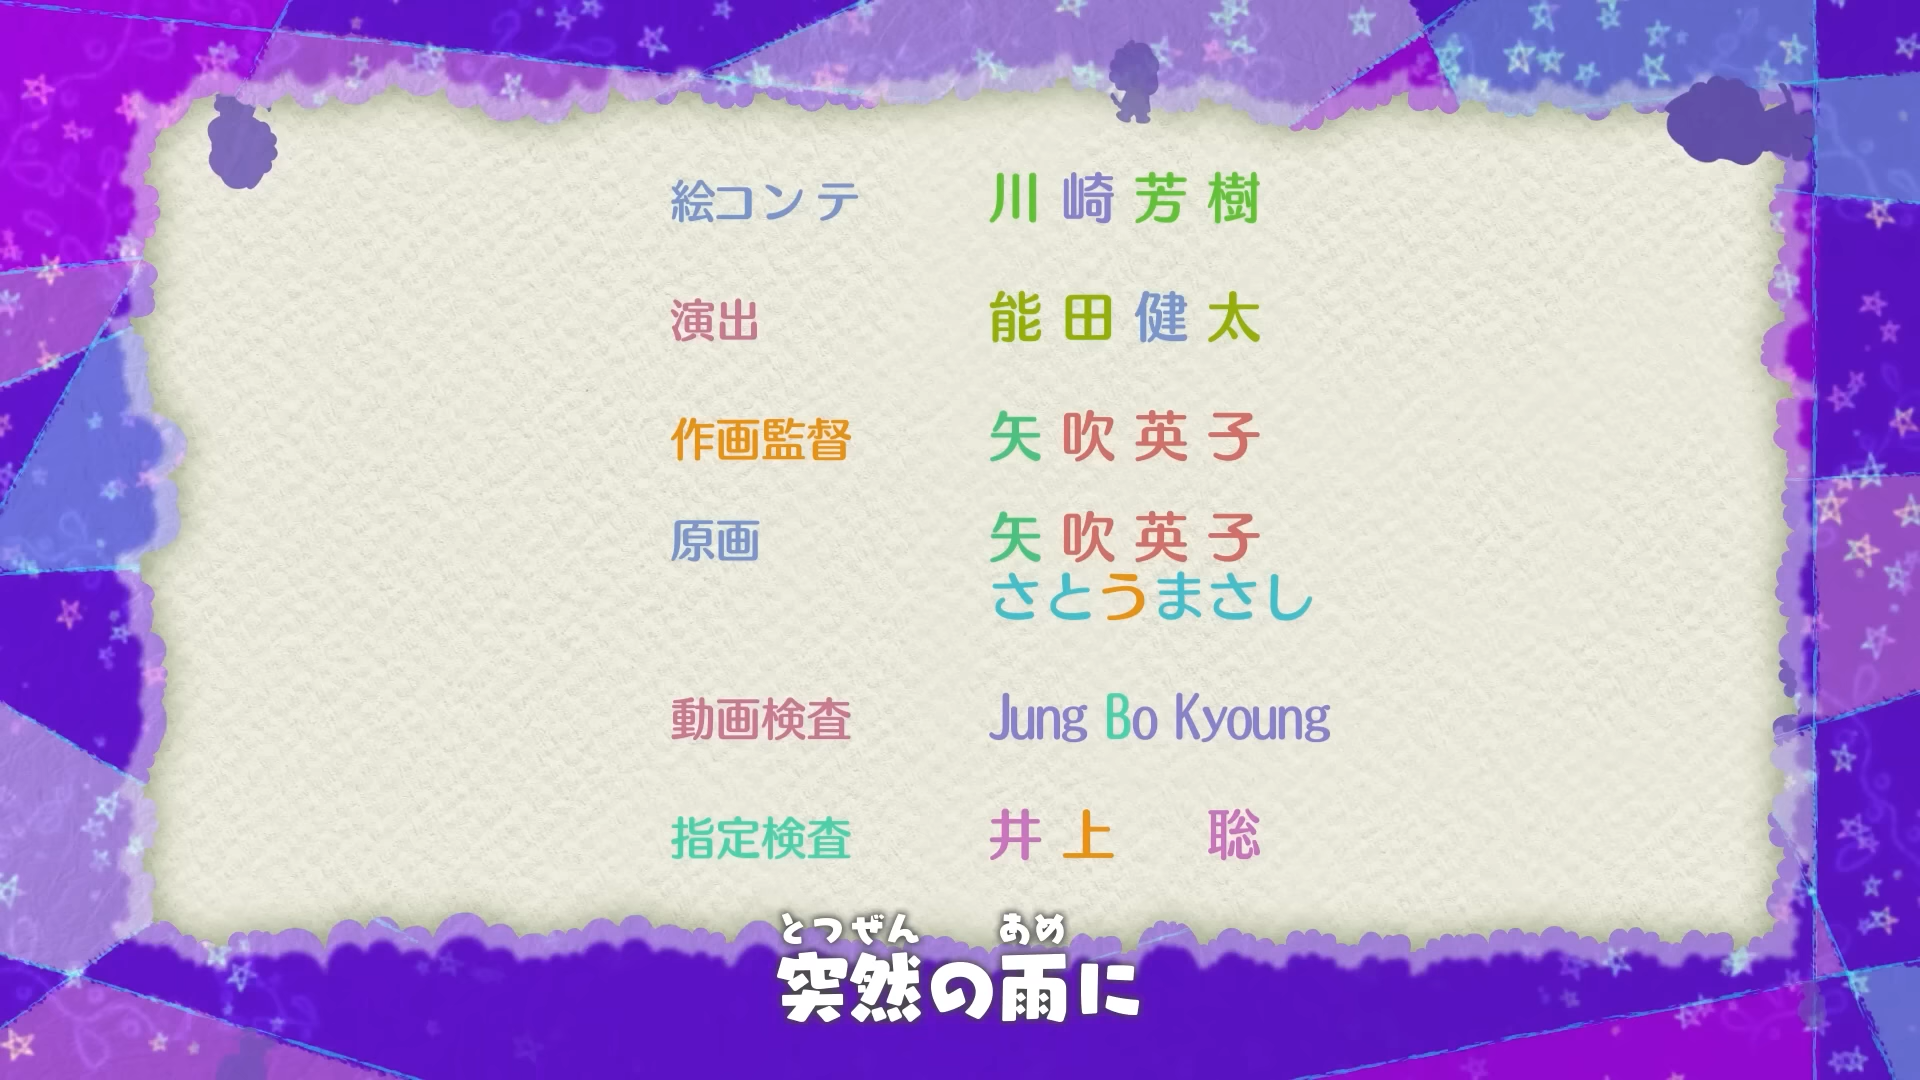 絵コンテ 川崎芳樹
演出 能田健太
作画監督 矢吹英子
原画 矢吹英子
さとうまさし
動画検査 Jung Bo Kyoung
指定検査 井上 聡
とつぜん あめ
突然の雨に